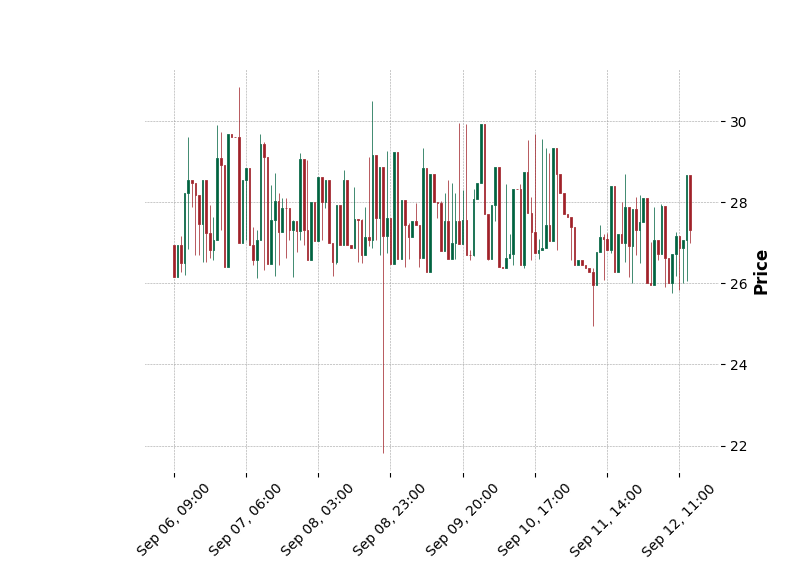 30
28
26
24
22
Price
Sep 06, 09:00
Sep 07, 06:00
Sep 08, 03:00
Sep 08, 23:00
Sep 09, 20:00
Sep 10, 17:00
Sep 11, 14:00
Sep 12, 11:00